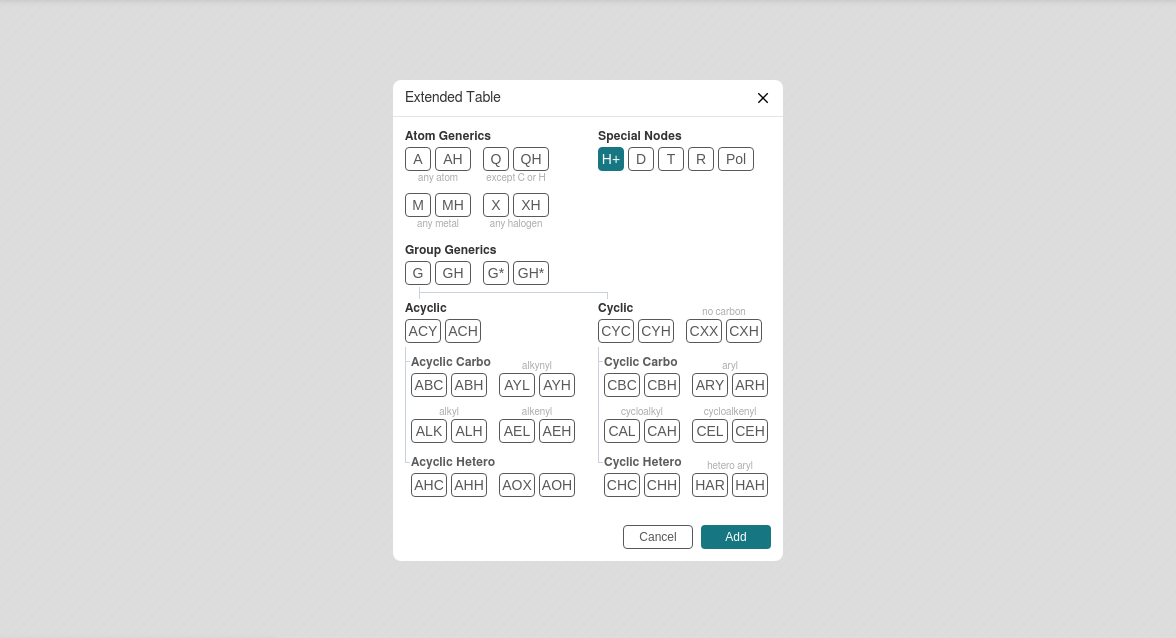 Extended Table
Atom Generics
A AH Q QH
any atom except C or H
M MH X XH
any metal any halogen
Special Nodes
H+ D T R Pol
Group Generics
G GH G* GH*
Acyclic
ACY ACH
Acyclic Carbo alkynyl
ABC ABH AYL AYH
alkyl alkenyl
ALK ALH AEL AEH
Acyclic Hetero
AHC AHH AOX AOH
Cyclic no carbon
CYC CYH CXX CXH
Cyclic Carbo aryl
CBC CBH ARY ARH
cycloalkyl cycloalkenyl
CAL CAH CEL CEH
Cyclic Hetero hetero aryl
CHC CHH HAR HAH
Cancel Add